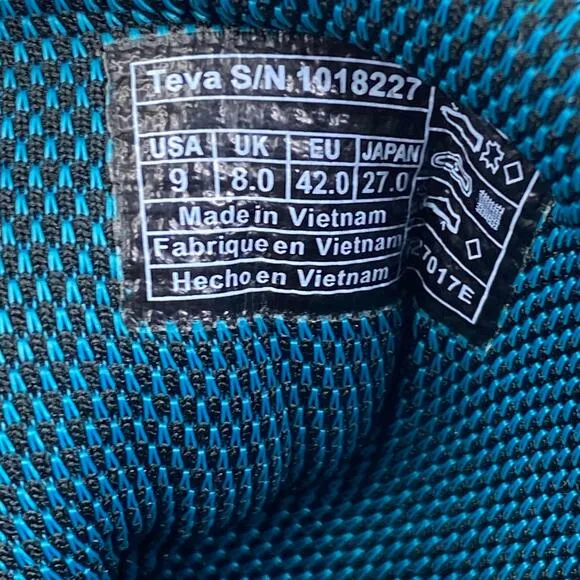 Teva S/N 1018227
USA UK EU JAPAN
9 8.0 42.0 27.0
Made in Vietnam
Fabrique en Vietnam
Hecho en Vietnam
27017E